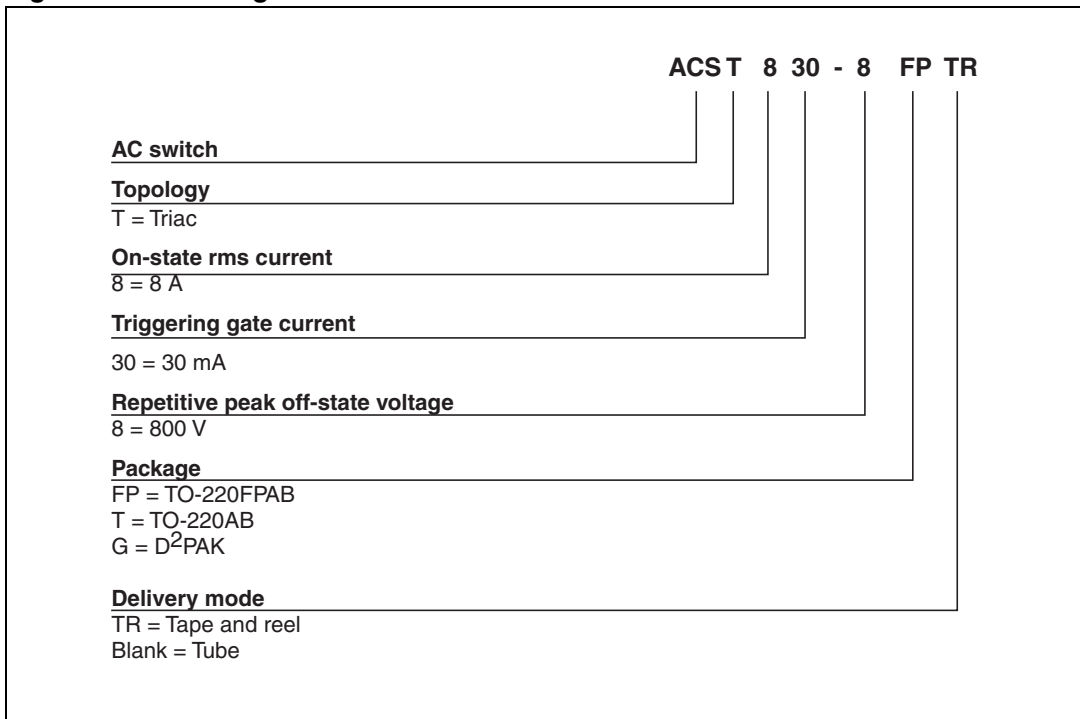 ACS T 8 30 - 8 FP TR
AC switch
Topology
T = Triac
On-state rms current
8 = 8 A
Triggering gate current
30 = 30 mA
Repetitive peak off-state voltage
8 = 800 V
Package
FP = TO-220FPAB
T = TO-220AB
G = D²PAK
Delivery mode
TR = Tape and reel
Blank = Tube